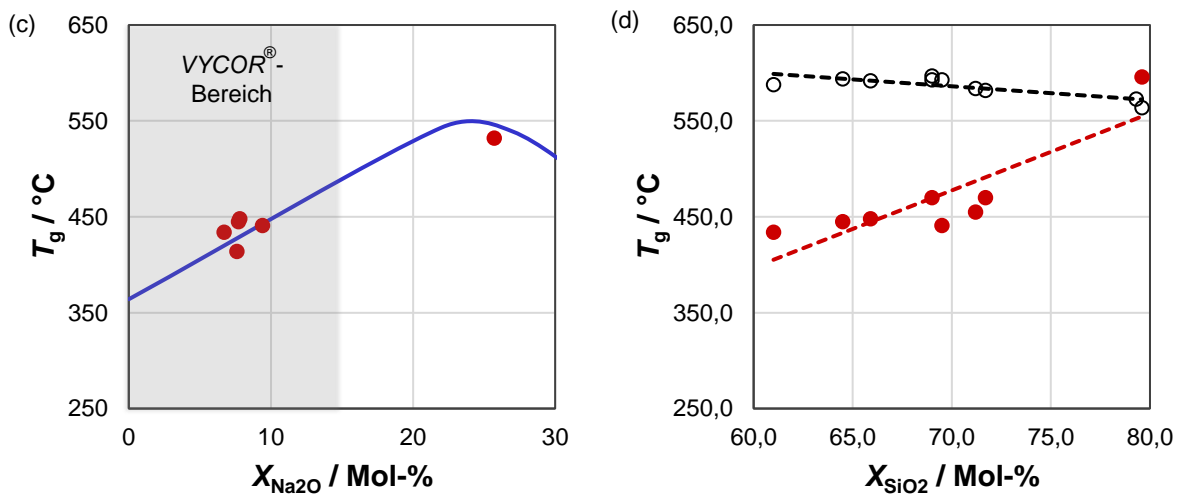 (c)
650
550
450
350
250
Tg / °C
VYCOR®-
Bereich
0
10
20
30
XNa2O / Mol-%
(d)
650,0
550,0
450,0
350,0
250,0
Tg / °C
60,0
65,0
70,0
75,0
80,0
XSiO2 / Mol-%